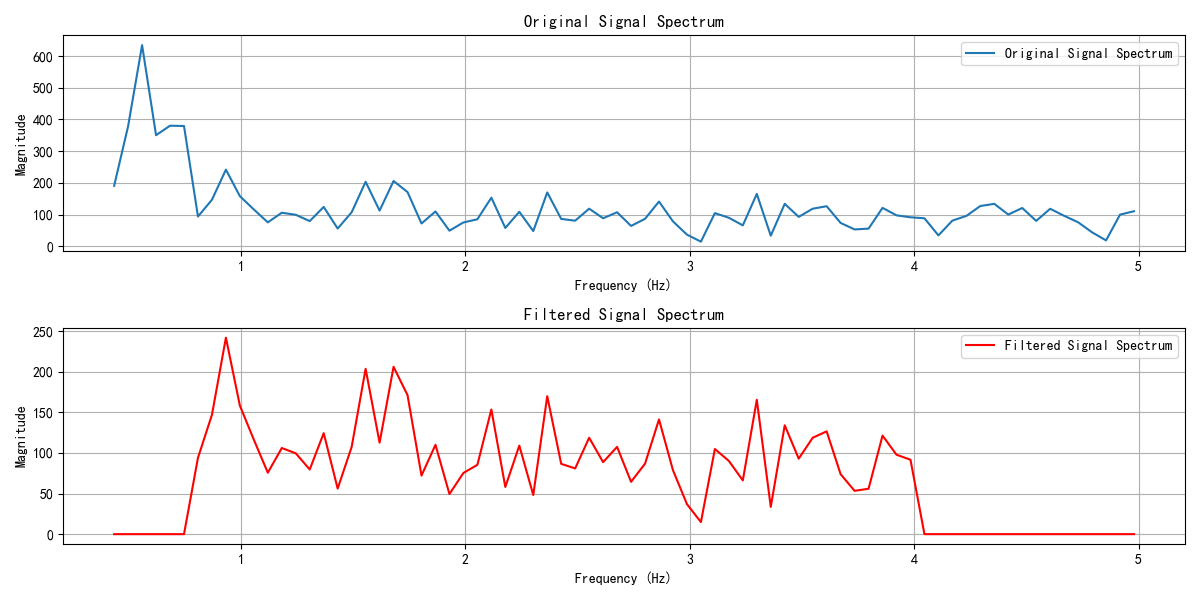 Original Signal Spectrum
600
500
400
300
200
100
0
Magnitude
Original Signal Spectrum
1 2 3 4 5
Frequency (Hz)
Filtered Signal Spectrum
250
200
150
100
50
0
Magnitude
Filtered Signal Spectrum
1 2 3 4 5
Frequency (Hz)